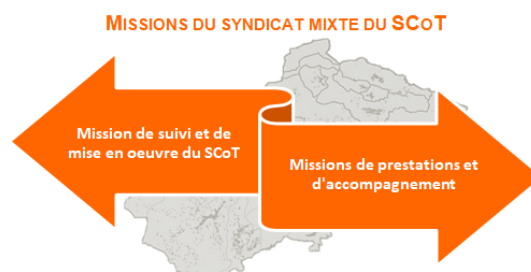 MISSIONS DU SYNDICAT MIXTE DU SCOT
Mission de suivi et de
mise en oeuvre du SCoT
Missions de prestations et
d'accompagnement